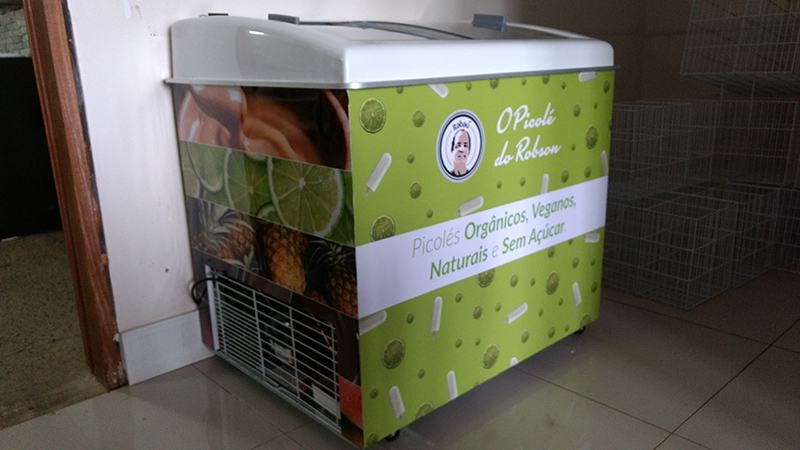 O Picolé
do Robson
Picolés Orgânicos, Veganos,
Naturais e Sem Açúcar.